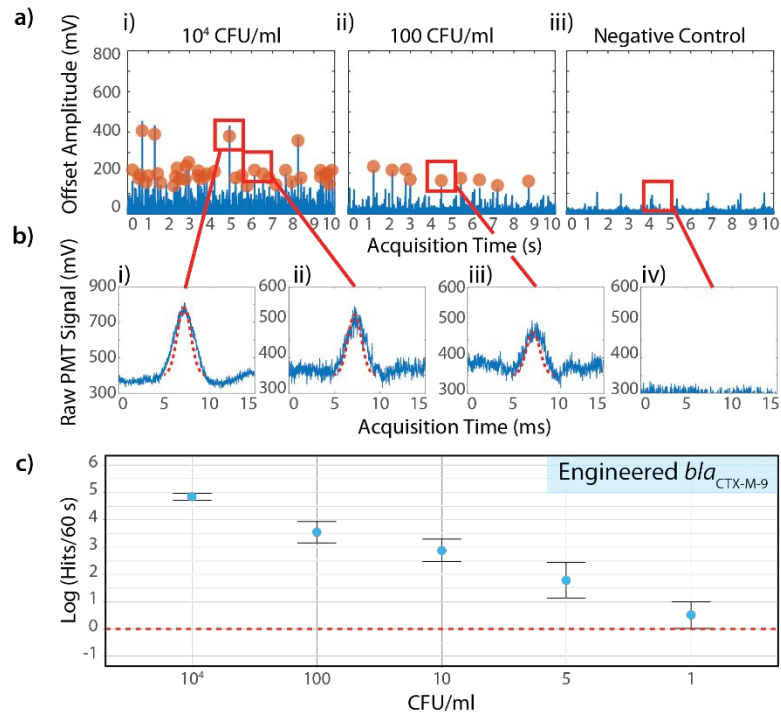 a)
i)
ii)
iii)
10⁴ CFU/ml
100 CFU/ml
Negative Control
Offset Amplitude (mV)
800
600
400
200
0
0 1 2 3 4 5 6 7 8 9 10
0 1 2 3 4 5 6 7 8 9 10
0 1 2 3 4 5 6 7 8 9 10
Acquisition Time (s)
b)
i)
ii)
iii)
iv)
Raw PMT Signal (mV)
900
700
500
300
600
500
400
300
600
500
400
300
600
500
400
300
0 5 10 15
0 5 10 15
0 5 10 15
0 5 10 15
Acquisition Time (ms)
c)
Engineered bla CTX-M-9
Log (Hits/60 s)
6
5
4
3
2
1
0
-1
10⁴ 100 10 5 1
CFU/ml